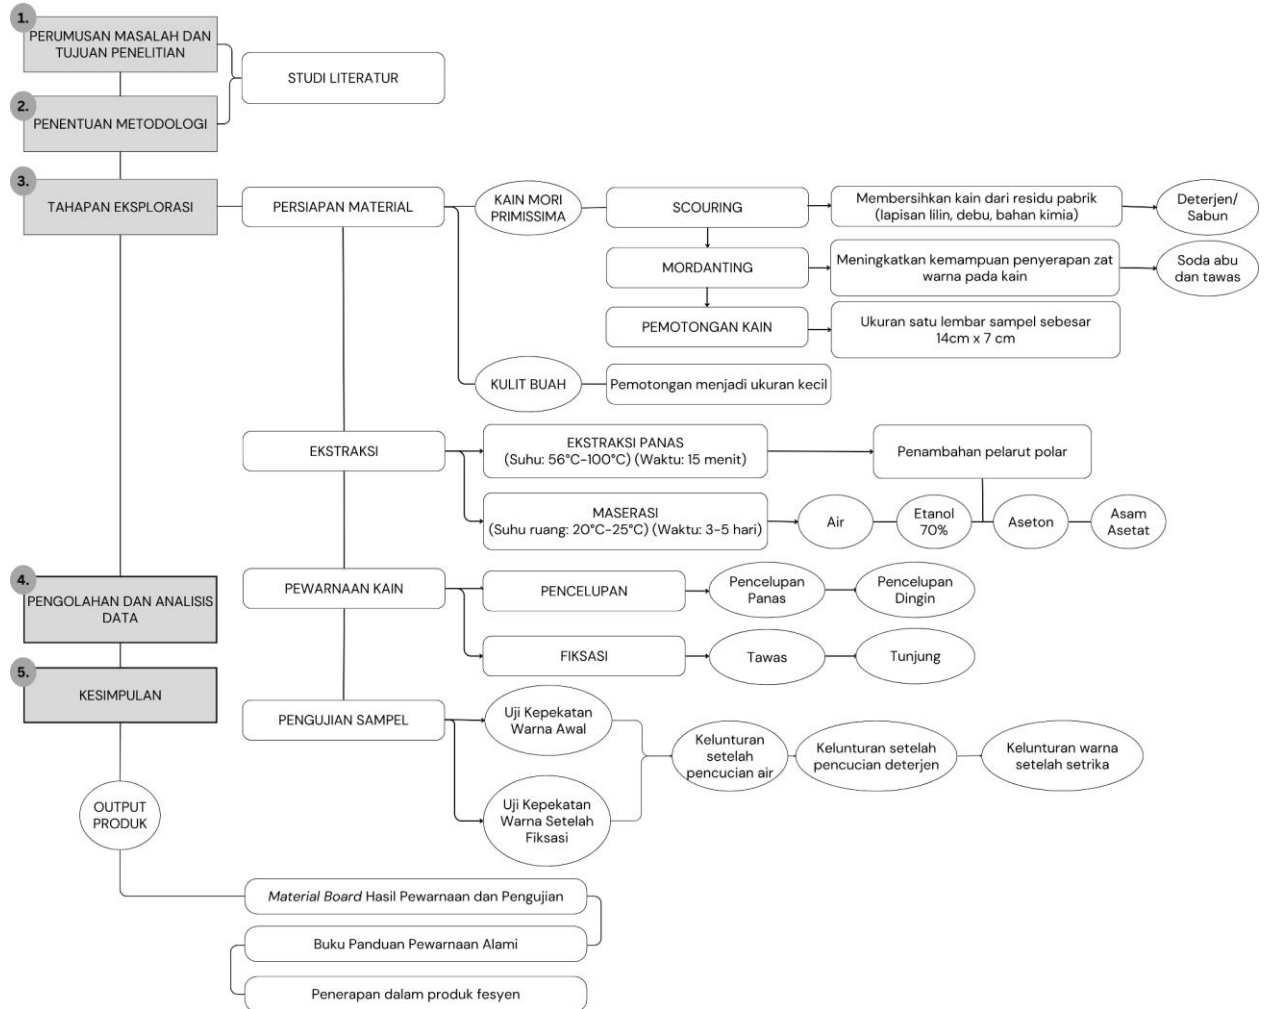 1.
PERUMUSAN MASALAH DAN
TUJUAN PENELITIAN
STUDI LITERATUR
2.
PENENTUAN METODOLOGI
3.
TAHAPAN EKSPLORASI
PERSIAPAN MATERIAL
KAIN MORI
PRIMISSIMA
SCOURING
Membersihkan kain dari residu pabrik
(lapisan lilin, debu, bahan kimia)
Deterjen/
Sabun
MORDANTING
Meningkatkan kemampuan penyerapan zat
warna pada kain
Soda abu
dan tawas
PEMOTONGAN KAIN
Ukuran satu lembar sampel sebesar
14cm x 7 cm
KULIT BUAH
Pemotongan menjadi ukuran kecil
EKSTRAKSI
EKSTRAKSI PANAS
(Suhu: 56°C-100°C) (Waktu: 15 menit)
Penambahan pelarut polar
MASERASI
(Suhu ruang: 20°C-25°C) (Waktu: 3-5 hari)
Air
Etanol
70%
Aseton
Asam
Asetat
4.
PENGOLAHAN DAN ANALISIS
DATA
PEWARNAAN KAIN
PENCELUPAN
Pencelupan
Panas
Pencelupan
Dingin
FIKSASI
Tawas
Tunjung
5.
KESIMPULAN
PENGUJIAN SAMPEL
Uji Kepekatan
Warna Awal
Uji Kepekatan
Warna Setelah
Fiksasi
Kelunturan
setelah
pencucian air
Kelunturan setelah
pencucian deterjen
Kelunturan warna
setelah setrika
OUTPUT
PRODUK
Material Board Hasil Pewarnaan dan Pengujian
Buku Panduan Pewarnaan Alami
Penerapan dalam produk fesyen